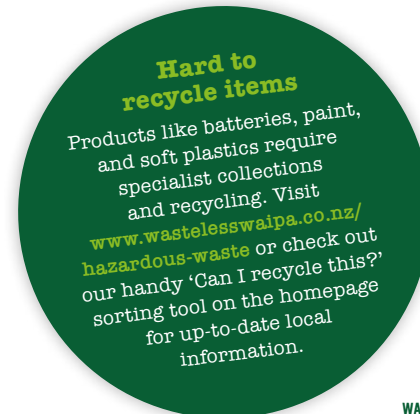 Hard to
recycle items
Products like batteries, paint,
and soft plastics require
specialist collections
and recycling. Visit
www.wastelesswaipa.co.nz/
hazardous-waste or check out
our handy ‘Can I recycle this?’
sorting tool on the homepage
for up-to-date local
information.
WA